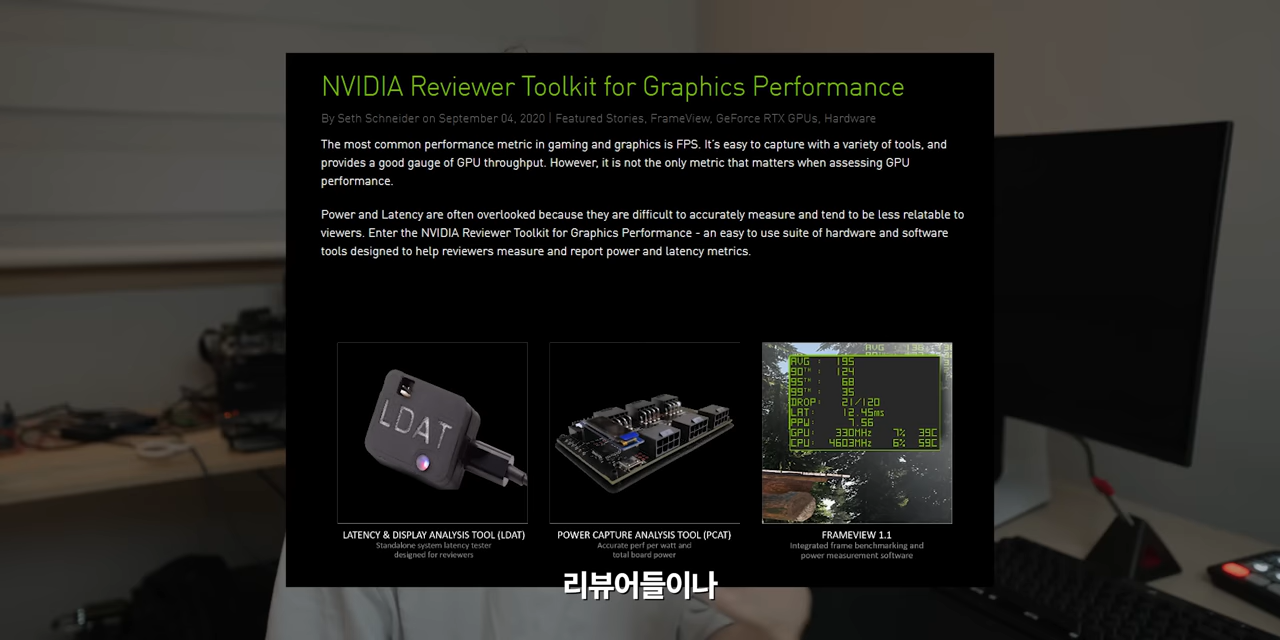 NVIDIA Reviewer Toolkit for Graphics Performance
By Seth Schneider on September 04, 2020 | Featured Stories, FrameView, GeForce RTX GPUs, Hardware
The most common performance metric in gaming and graphics is FPS. It's easy to capture with a variety of tools, and
provides a good gauge of GPU throughput. However, it is not the only metric that matters when assessing GPU
performance.
Power and Latency are often overlooked because they are difficult to accurately measure and tend to be less relatable to
viewers. Enter the NVIDIA Reviewer Toolkit for Graphics Performance - an easy to use suite of hardware and software
tools designed to help reviewers measure and report power and latency metrics.
LDAT
AVG : 195
90TH : 124
95TH : 68
99TH : 35
DROP: 21/120
LAT: 12.45ms
PPW: 7.56
GPU: 330MHz 7% 39C
CPU: 4603MHz 6% 59C
LATENCY & DISPLAY ANALYSIS TOOL (LDAT)
Standalone system latency tester
designed for reviewers
POWER CAPTURE ANALYSIS TOOL (PCAT)
Accurate perf per watt and
total board power
FRAMEVIEW 1.1
Integrated frame benchmarking and
power measurement software
리뷰어들이나